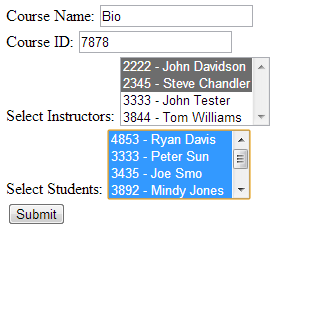 Course Name: Bio
Course ID: 7878
2222 - John Davidson
2345 - Steve Chandler
3333 - John Tester
Select Instructors: 3844 - Tom Williams
4853 - Ryan Davis
3333 - Peter Sun
3435 - Joe Smo
Select Students: 3892 - Mindy Jones
Submit